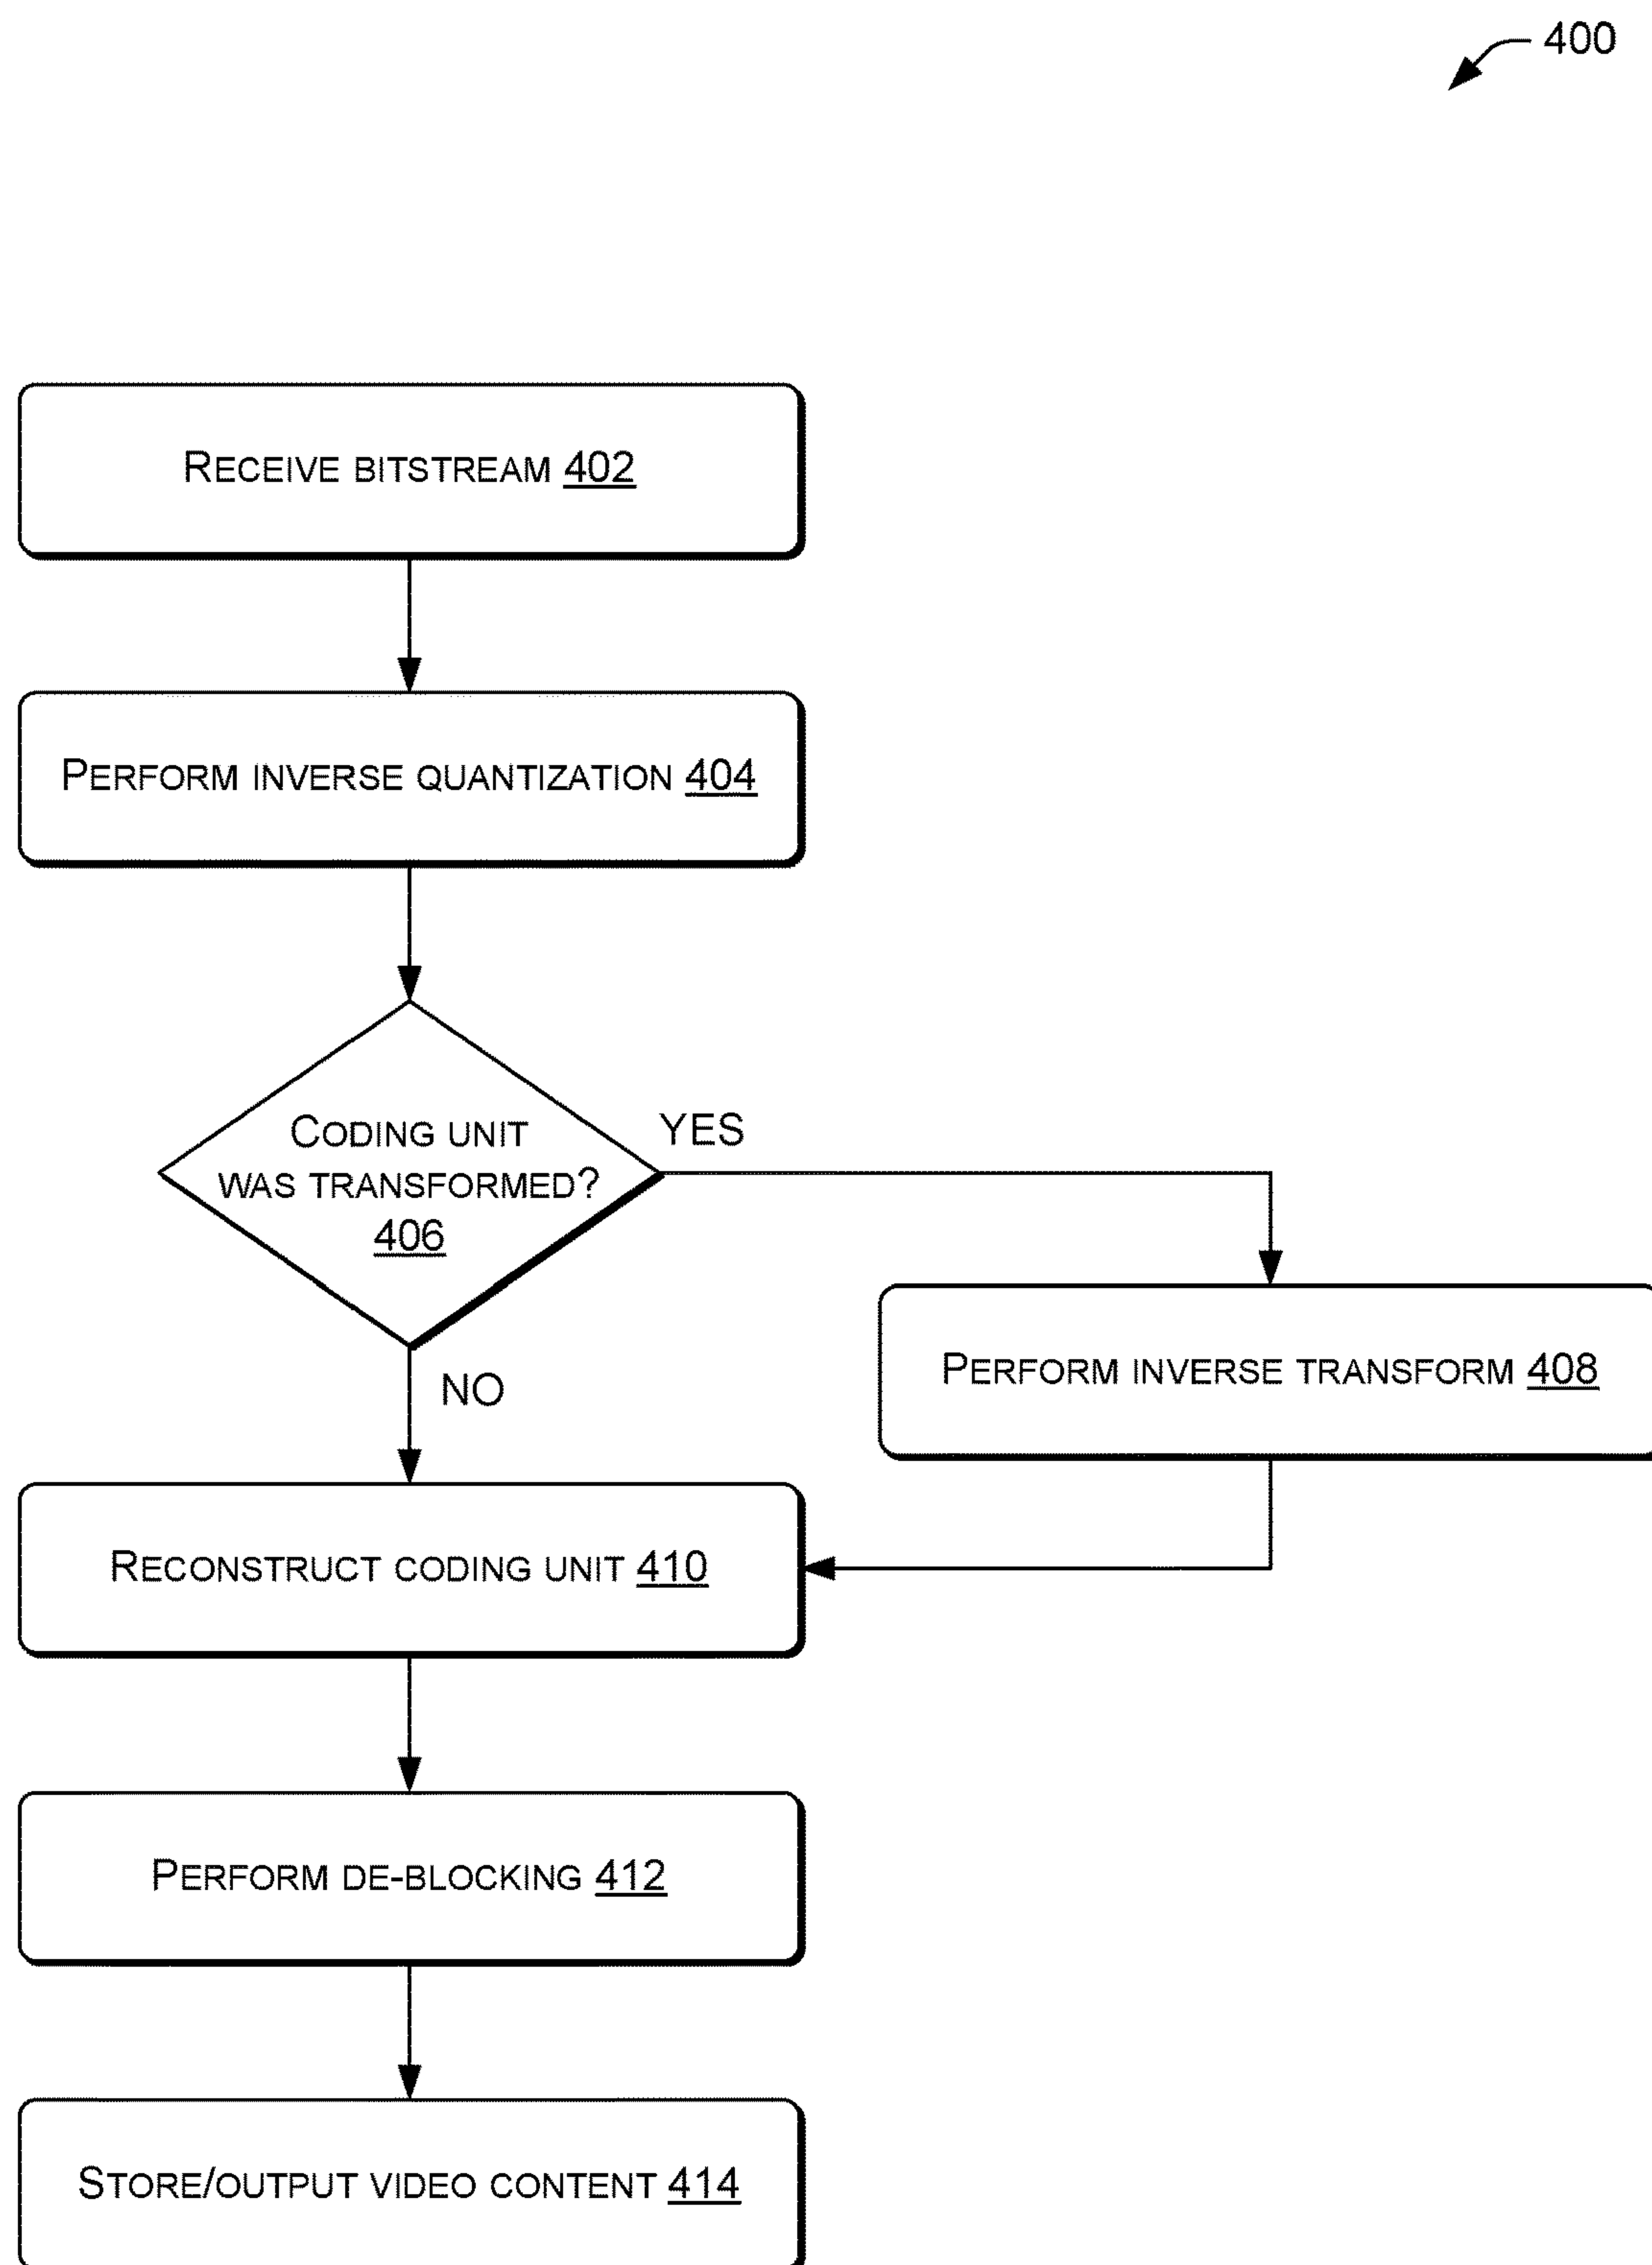 400
RECEIVE BITSTREAM 402
PERFORM INVERSE QUANTIZATION 404
CODING UNIT
WAS TRANSFORMED?
406
YES
PERFORM INVERSE TRANSFORM 408
NO
RECONSTRUCT CODING UNIT 410
PERFORM DE-BLOCKING 412
STORE/OUTPUT VIDEO CONTENT 414